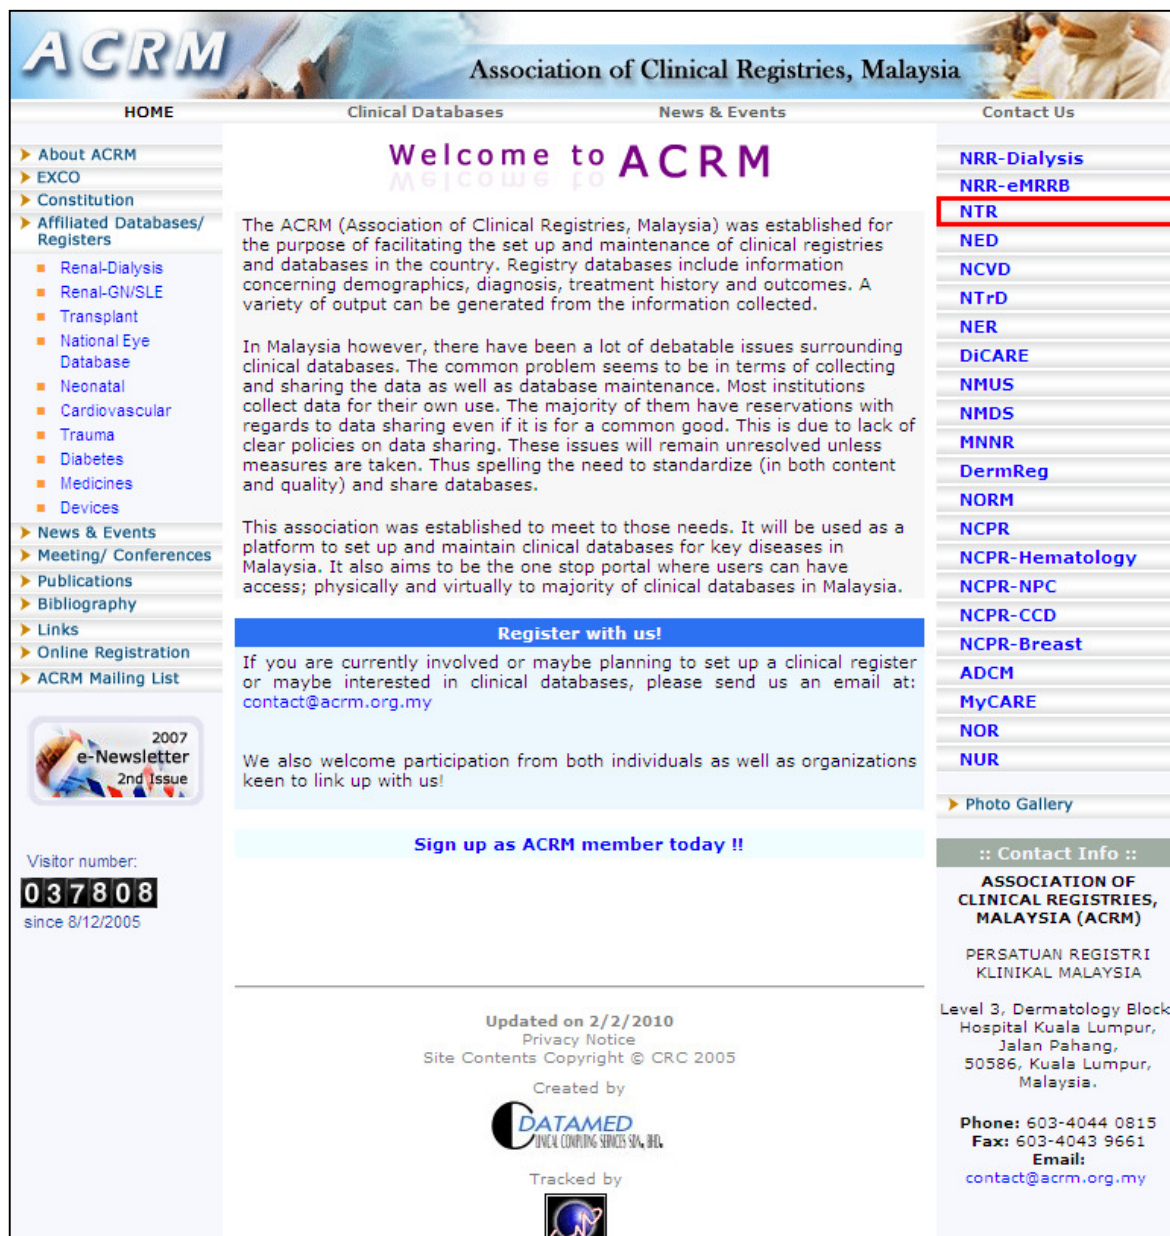 ACRM
Association of Clinical Registries, Malaysia
HOME
Clinical Databases
News & Events
Contact Us
About ACRM
EXCO
Constitution
Affiliated Databases/
Registers
Renal-Dialysis
Renal-GN/SLE
Transplant
National Eye
Database
Neonatal
Cardiovascular
Trauma
Diabetes
Medicines
Devices
News & Events
Meeting/ Conferences
Publications
Bibliography
Links
Online Registration
ACRM Mailing List
2007
e-Newsletter
2nd Issue
Visitor number:
037808
since 8/12/2005
Welcome to ACRM
The ACRM (Association of Clinical Registries, Malaysia) was established for
the purpose of facilitating the set up and maintenance of clinical registries
and databases in the country. Registry databases include information
concerning demographics, diagnosis, treatment history and outcomes. A
variety of output can be generated from the information collected.
In Malaysia however, there have been a lot of debatable issues surrounding
clinical databases. The common problem seems to be in terms of collecting
and sharing the data as well as database maintenance. Most institutions
collect data for their own use. The majority of them have reservations with
regards to data sharing even if it is for a common good. This is due to lack of
clear policies on data sharing. These issues will remain unresolved unless
measures are taken. Thus spelling the need to standardize (in both content
and quality) and share databases.
This association was established to meet to those needs. It will be used as a
platform to set up and maintain clinical databases for key diseases in
Malaysia. It also aims to be the one stop portal where users can have
access; physically and virtually to majority of clinical databases in Malaysia.
Register with us!
If you are currently involved or maybe planning to set up a clinical register
or maybe interested in clinical databases, please send us an email at:
contact@acrm.org.my
We also welcome participation from both individuals as well as organizations
keen to link up with us!
Sign up as ACRM member today !!
Updated on 2/2/2010
Privacy Notice
Site Contents Copyright © CRC 2005
Created by
DATAMED
CLINICAL COMPUTING SERVICES SDN. BHD.
Tracked by
NRR-Dialysis
NRR-eMRRB
NTR
NED
NCVD
NTrD
NER
DiCARE
NMUS
NMDS
MNNR
DermReg
NORM
NCPR
NCPR-Hematology
NCPR-NPC
NCPR-CCD
NCPR-Breast
ADCM
MyCARE
NOR
NUR
Photo Gallery
:: Contact Info ::
ASSOCIATION OF
CLINICAL REGISTRIES,
MALAYSIA (ACRM)
PERSATUAN REGISTRI
KLINIKAL MALAYSIA
Level 3, Dermatology Block
Hospital Kuala Lumpur,
Jalan Pahang,
50586, Kuala Lumpur,
Malaysia.
Phone: 603-4044 0815
Fax: 603-4043 9661
Email:
contact@acrm.org.my